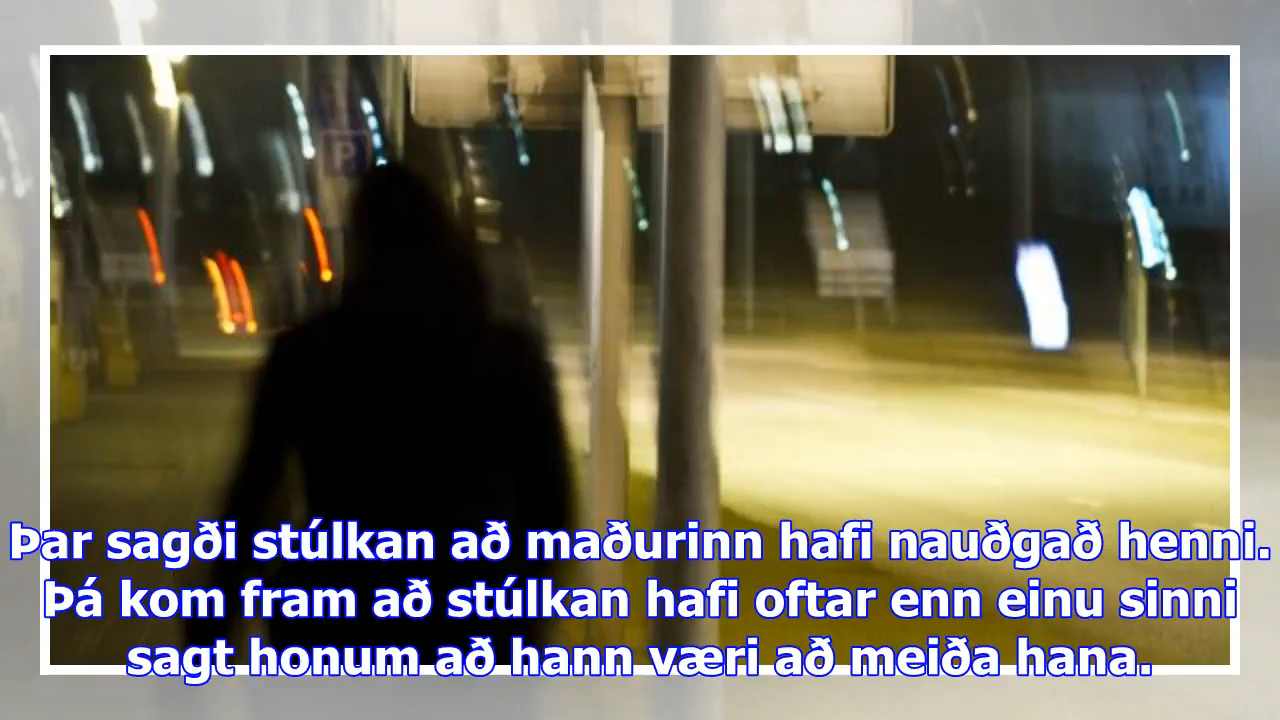 P
Þar sagði stúlkan að maðurinn hafi nauðgað henni.
Þá kom fram að stúlkan hafi oftar enn einu sinni
sagt honum að hann væri að meiða hana.